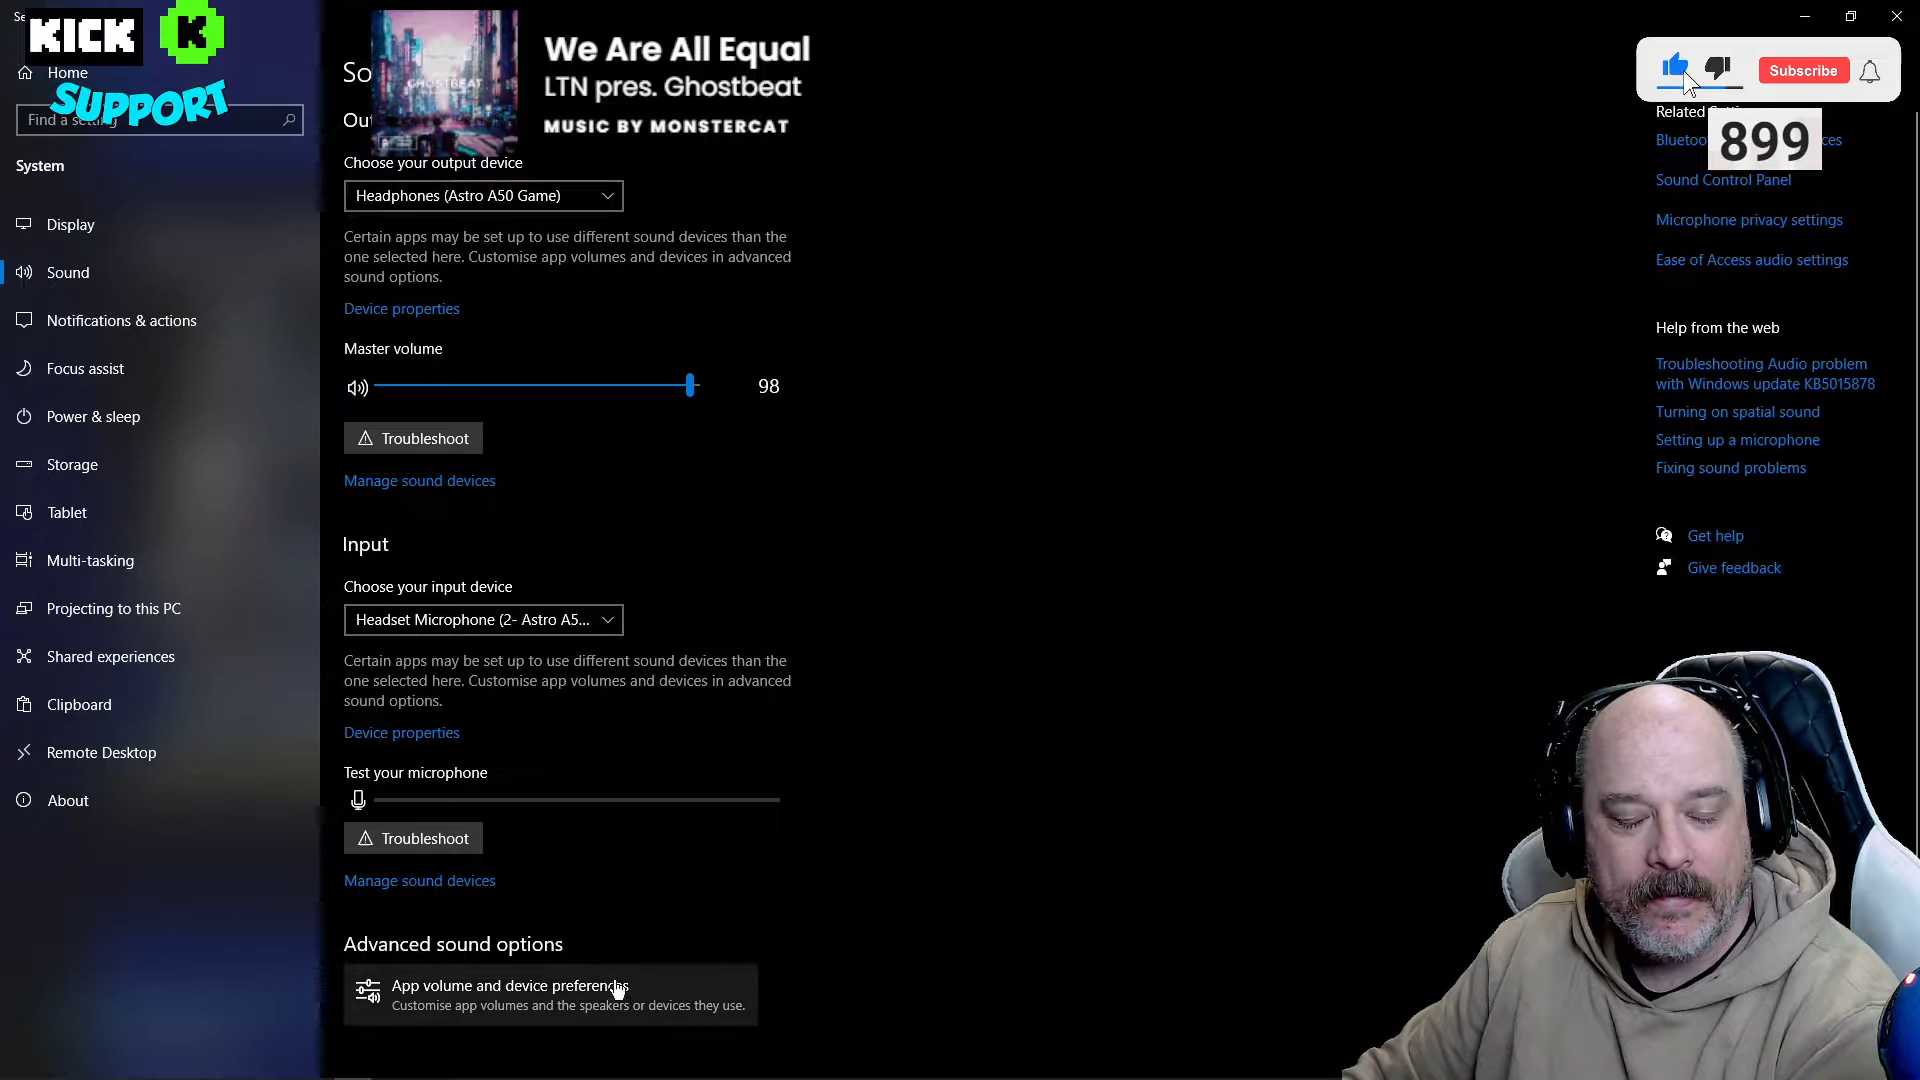 Se
KICK
K
SUPPORT
Home
Find a setting
System
Display
Sound
Notifications & actions
Focus assist
Power & sleep
Storage
Tablet
Multi-tasking
Projecting to this PC
Shared experiences
Clipboard
Remote Desktop
About
GHOSTBEAT
We Are All Equal
LTN pres. Ghostbeat
MUSIC BY MONSTERCAT
So
Out
Choose your output device
Headphones (Astro A50 Game)
Certain apps may be set up to use different sound devices than the
one selected here. Customise app volumes and devices in advanced
sound options.
Device properties
Master volume
98
Troubleshoot
Manage sound devices
Input
Choose your input device
Headset Microphone (2- Astro A5...
Certain apps may be set up to use different sound devices than the
one selected here. Customise app volumes and devices in advanced
sound options.
Device properties
Test your microphone
Troubleshoot
Manage sound devices
Advanced sound options
App volume and device preferences
Customise app volumes and the speakers or devices they use.
Subscribe
899
Related
Bluetoo ces
Sound Control Panel
Microphone privacy settings
Ease of Access audio settings
Help from the web
Troubleshooting Audio problem
with Windows update KB5015878
Turning on spatial sound
Setting up a microphone
Fixing sound problems
Get help
Give feedback